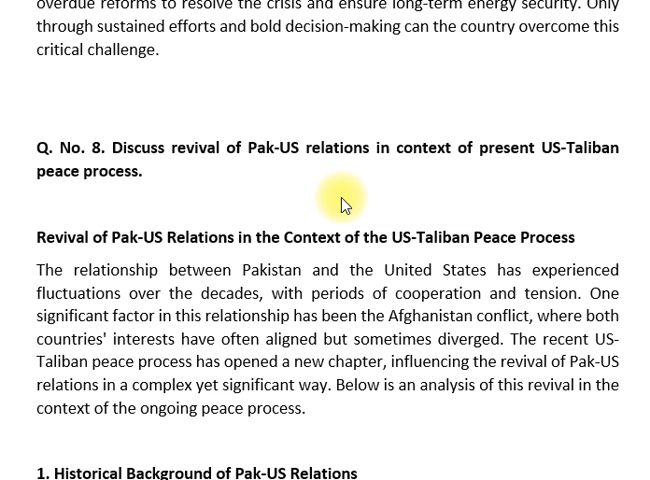 overdue reforms to resolve the crisis and ensure long-term energy security. Only
through sustained efforts and bold decision-making can the country overcome this
critical challenge.
Q. No. 8. Discuss revival of Pak-US relations in context of present US-Taliban
peace process.
Revival of Pak-US Relations in the Context of the US-Taliban Peace Process
The relationship between Pakistan and the United States has experienced
fluctuations over the decades, with periods of cooperation and tension. One
significant factor in this relationship has been the Afghanistan conflict, where both
countries' interests have often aligned but sometimes diverged. The recent US-
Taliban peace process has opened a new chapter, influencing the revival of Pak-US
relations in a complex yet significant way. Below is an analysis of this revival in the
context of the ongoing peace process.
1. Historical Background of Pak-US Relations